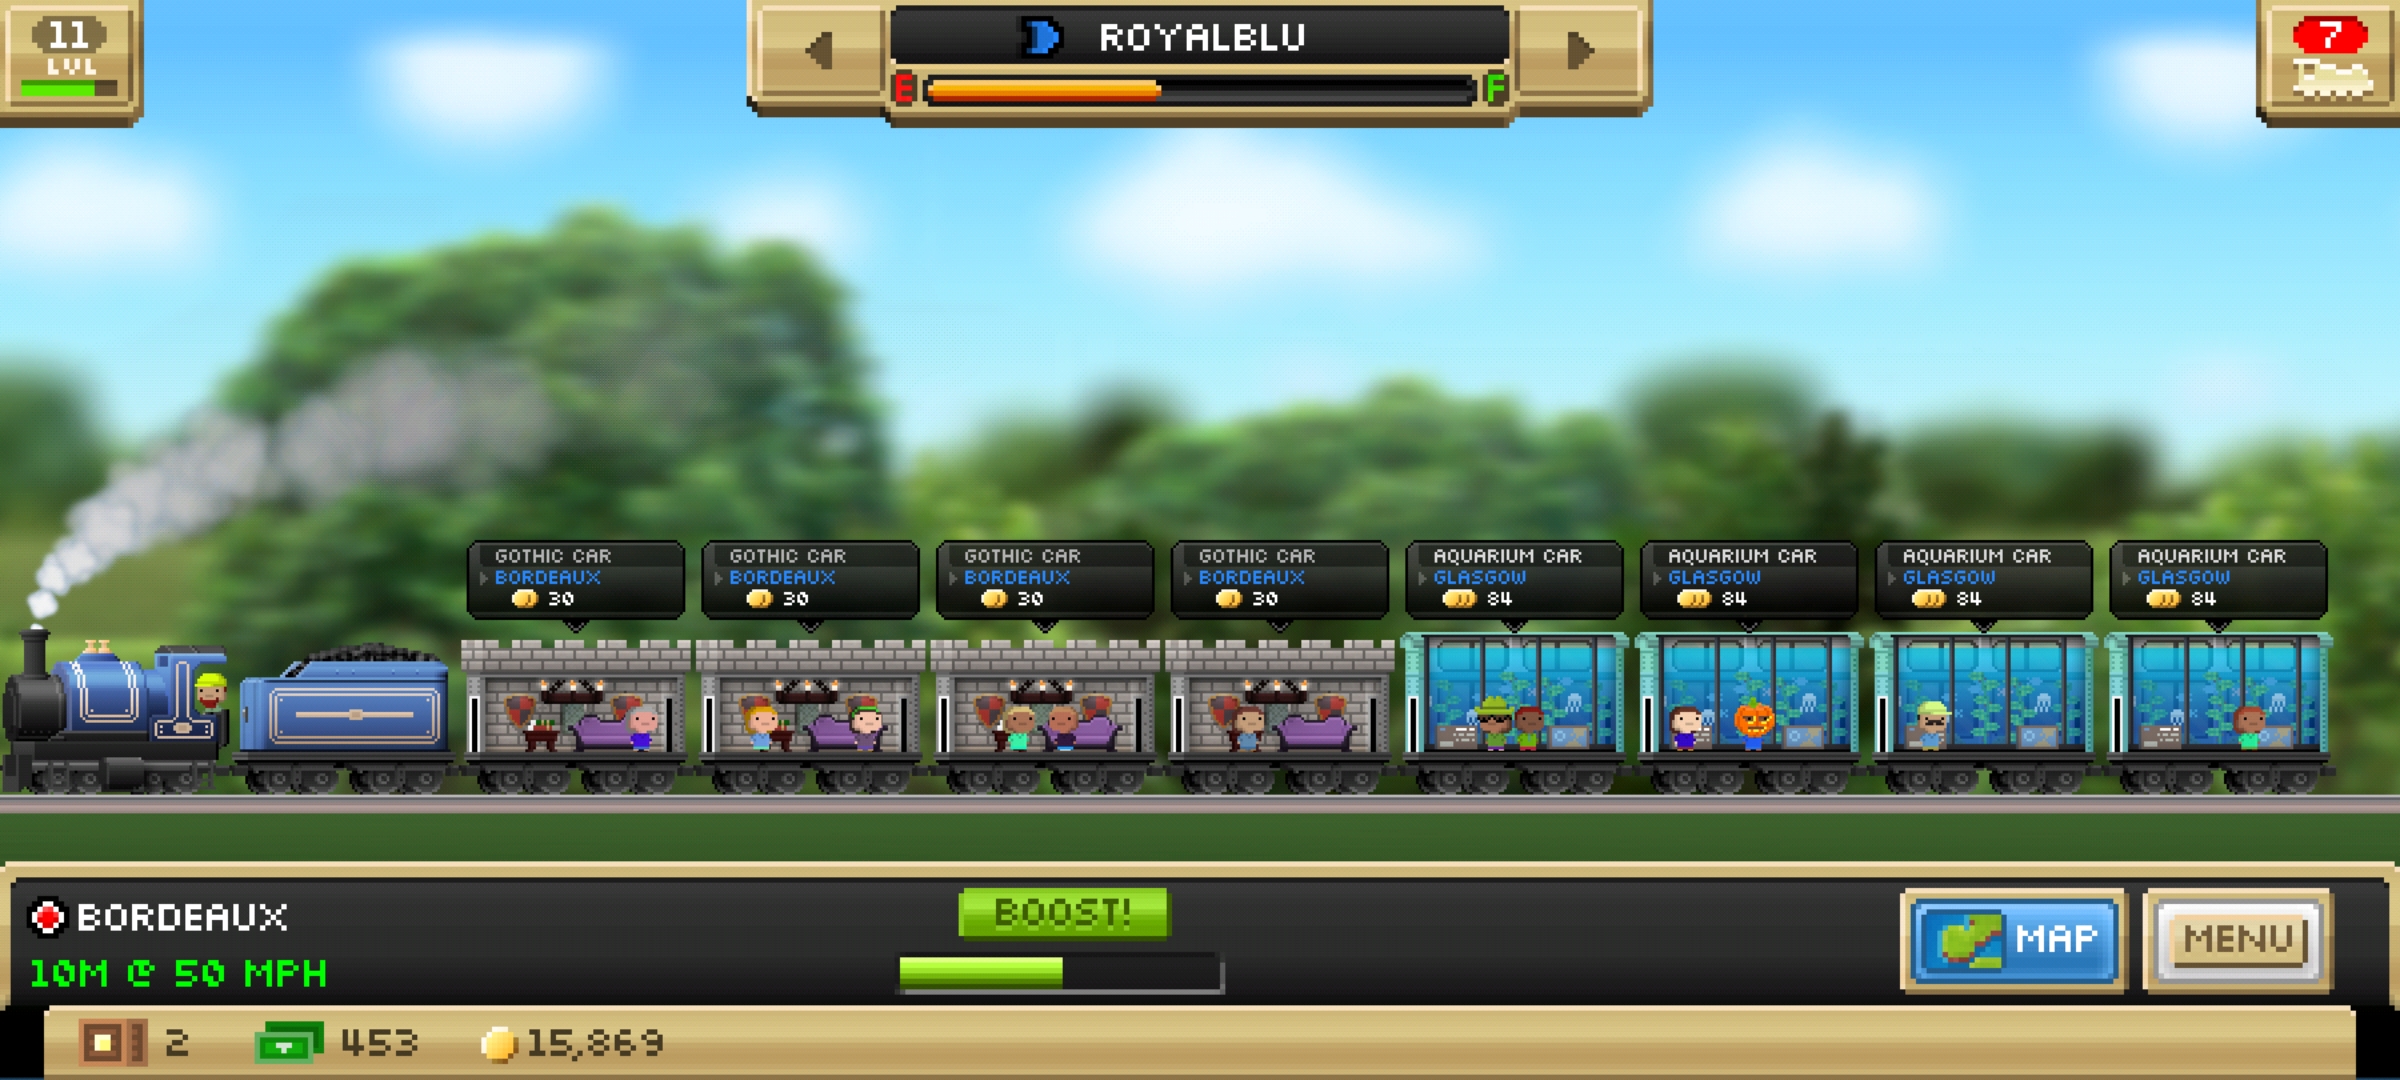 11
LVL
ROYALBLU
E F
7
GOTHIC CAR
BORDEAUX
30
GOTHIC CAR
BORDEAUX
30
GOTHIC CAR
BORDEAUX
30
GOTHIC CAR
BORDEAUX
30
AQUARIUM CAR
GLASGOW
84
AQUARIUM CAR
GLASGOW
84
AQUARIUM CAR
GLASGOW
84
AQUARIUM CAR
GLASGOW
84
BORDEAUX
10M @ 50 MPH
BOOST!
MAP
MENU
2
453
15,869